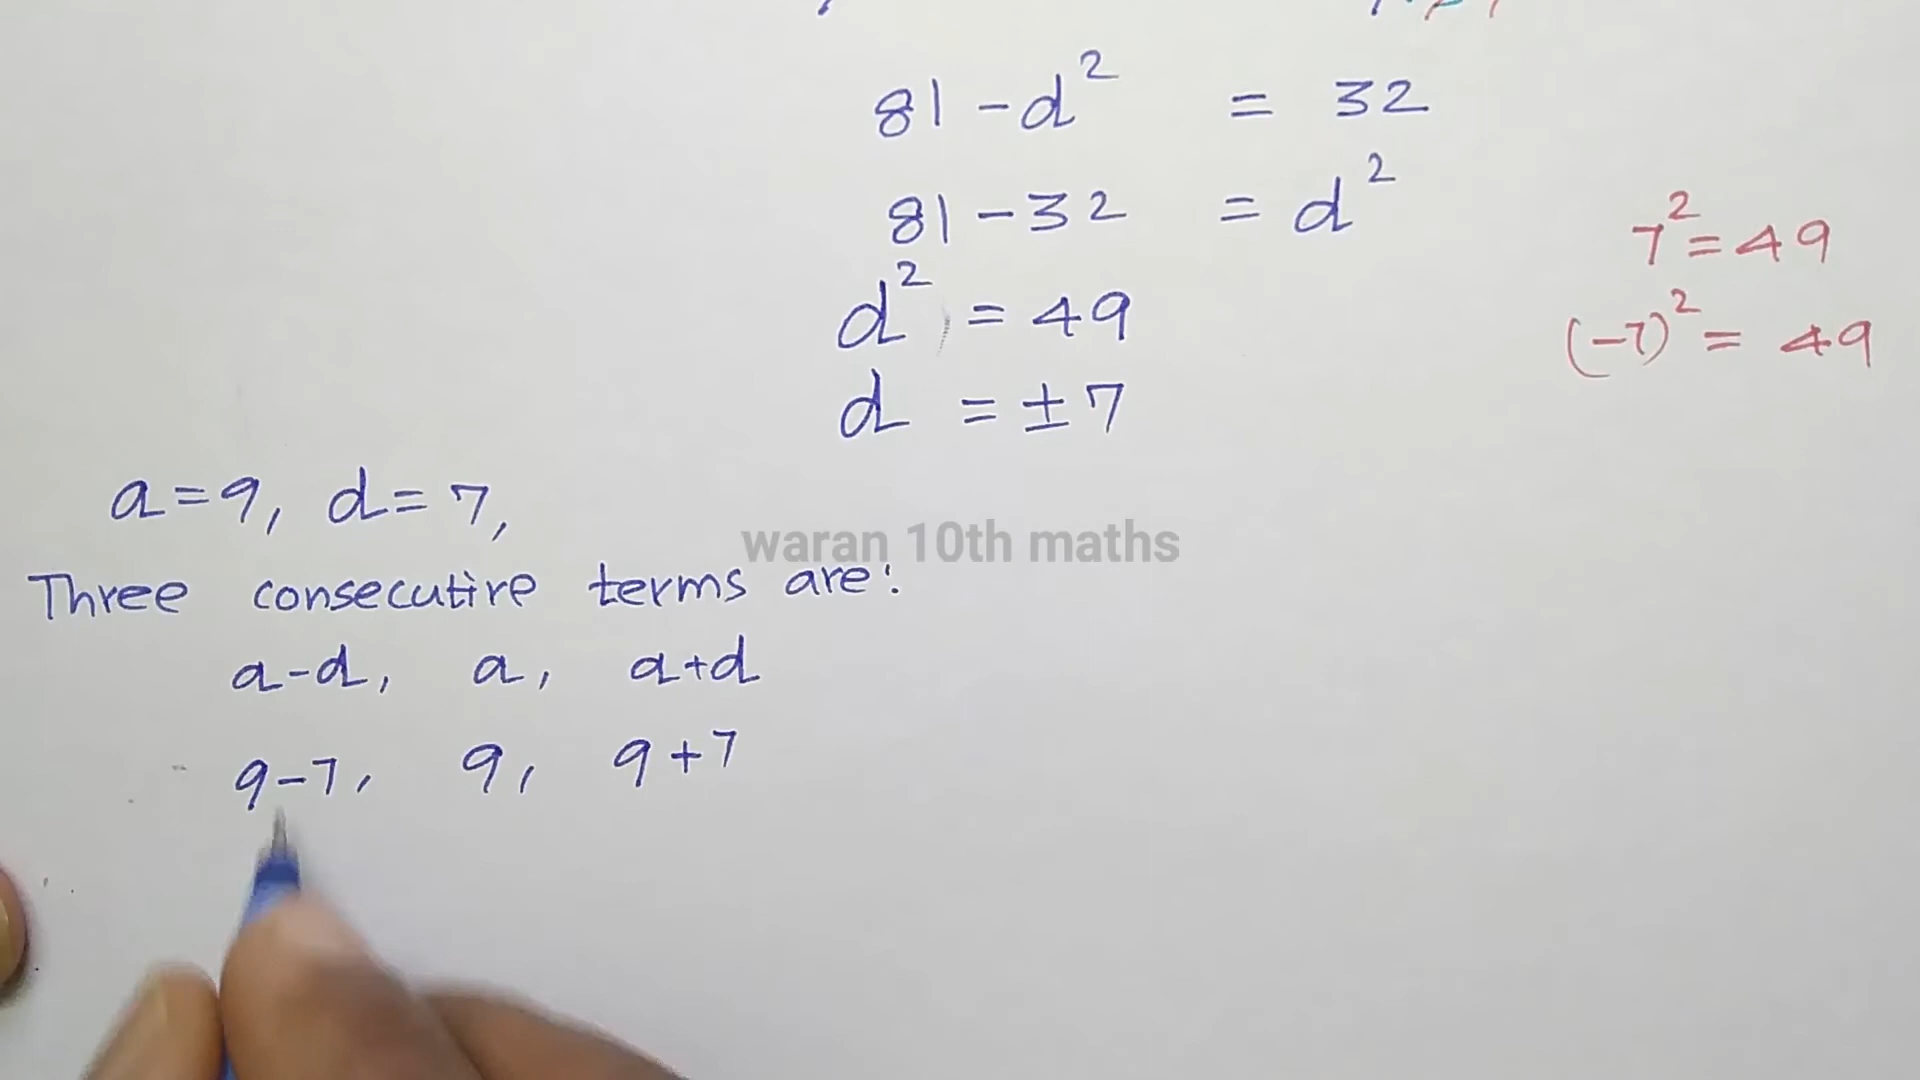 81 - d² = 32
81 - 32 = d²
7² = 49
d² = 49
(-7)² = 49
d = ±7
a = 9, d = 7,
waran 10th maths
Three consecutive terms are:
a-d, a, a+d
9-7, 9, 9+7